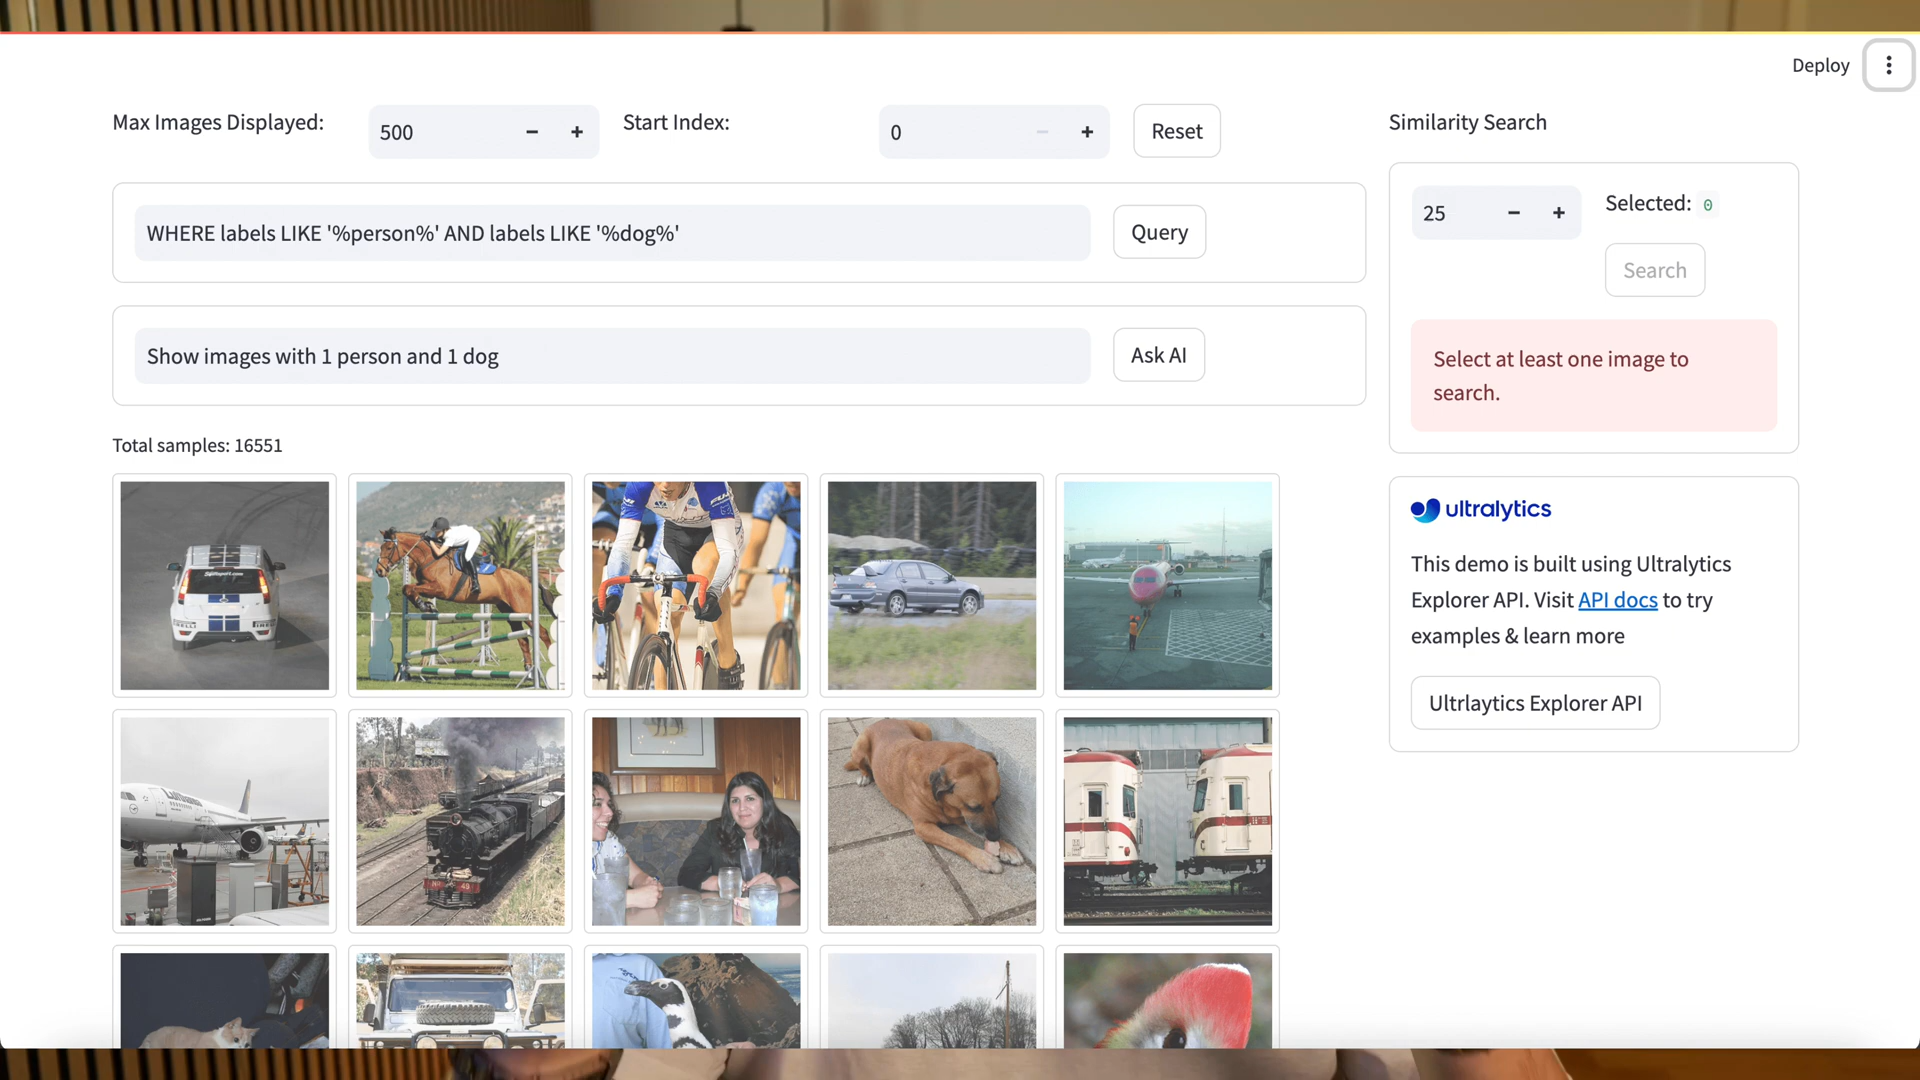 Deploy
Max Images Displayed:
500
Start Index:
0
Reset
Similarity Search
WHERE labels LIKE '%person%' AND labels LIKE '%dog%'
Query
25
Selected: 0
Search
Show images with 1 person and 1 dog
Ask AI
Select at least one image to
search.
Total samples: 16551
ultralytics
This demo is built using Ultralytics
Explorer API. Visit API docs to try
examples & learn more
Ultrlaytics Explorer API
Lufthansa